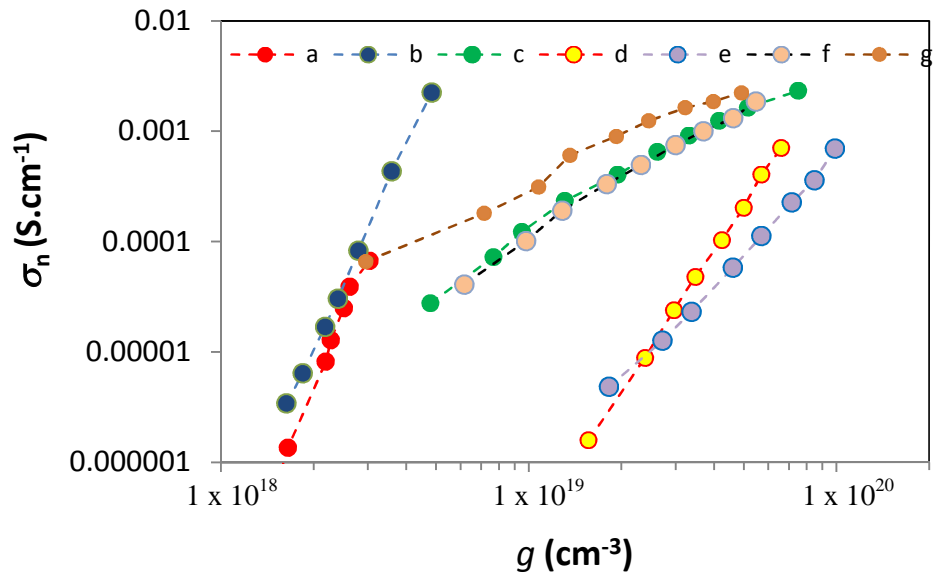 0.01
a b c d e f g
0.001
0.0001
0.00001
0.000001
σn (S.cm-1)
1 x 10^18 1 x 10^19 1 x 10^20
g (cm-3)